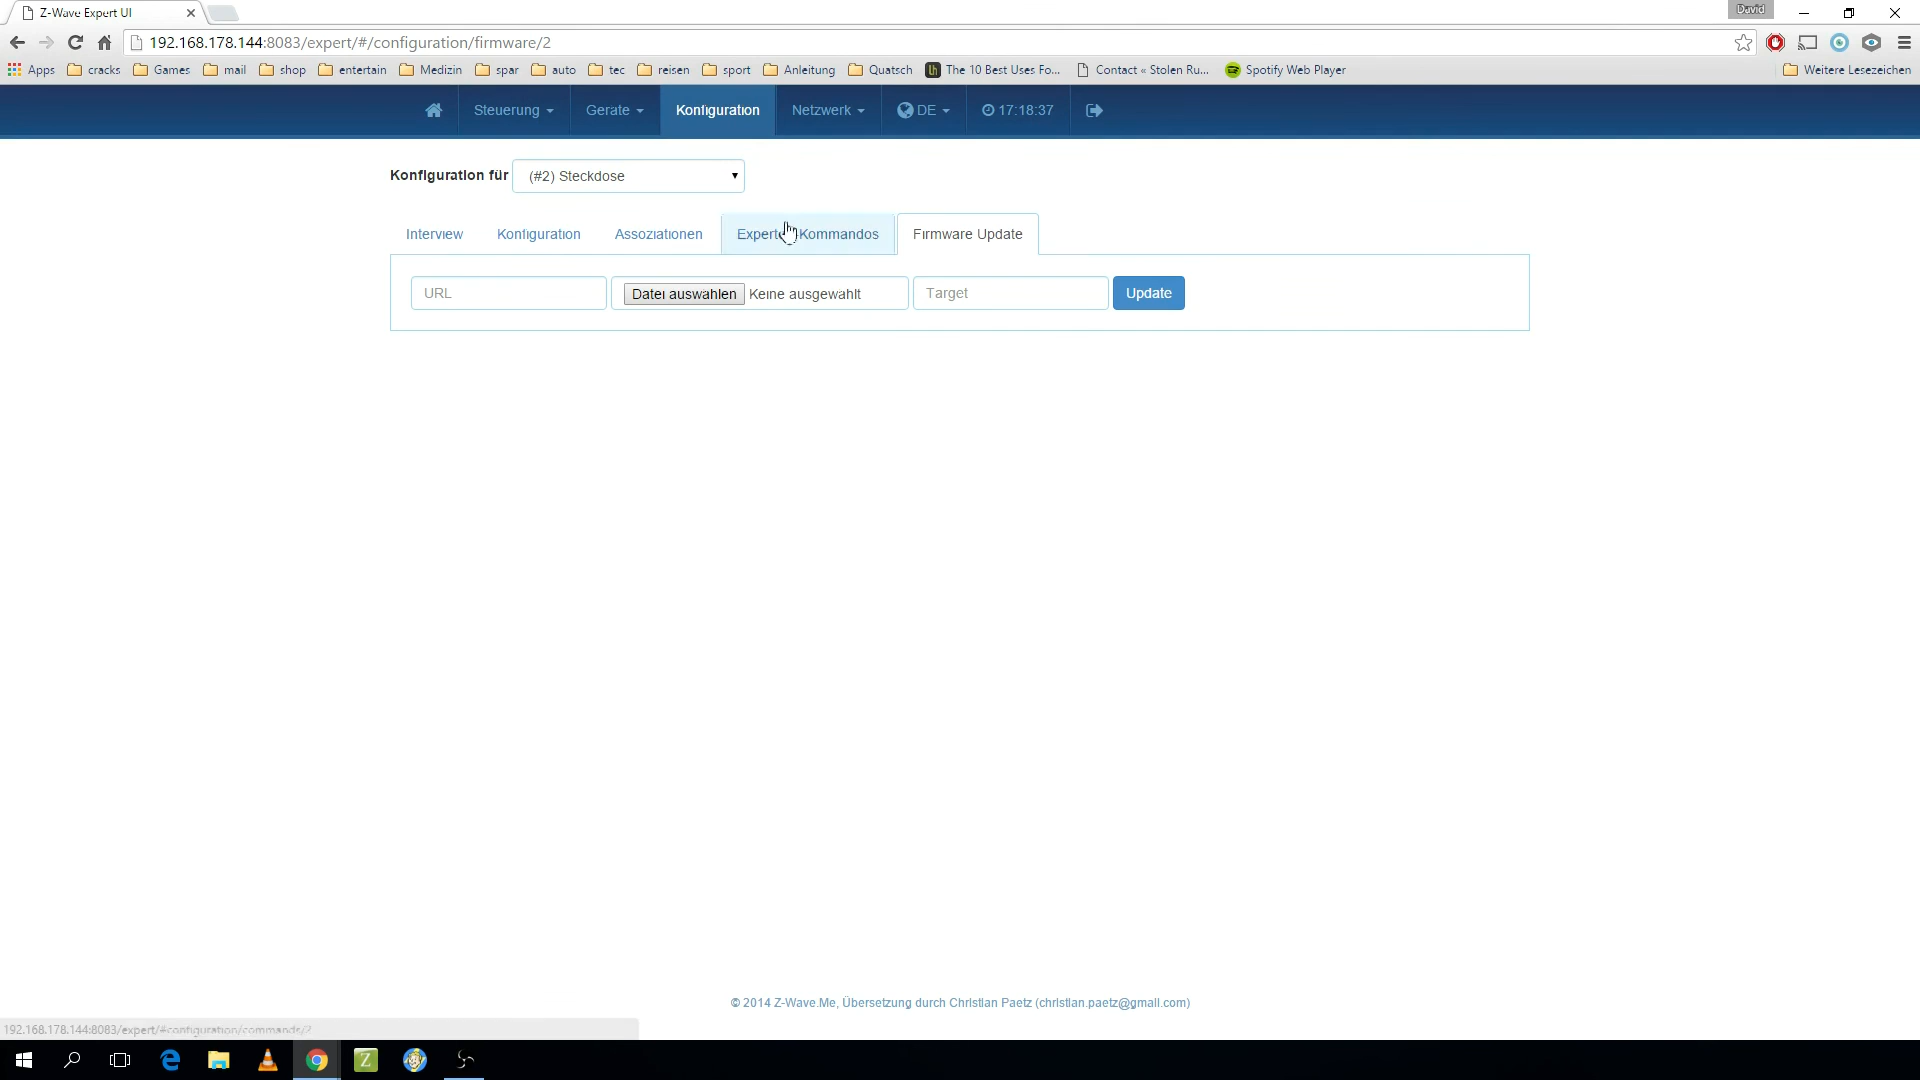 Z-Wave Expert UI
David
192.168.178.144:8083/expert/#/configuration/firmware/2
Apps cracks Games mail shop entertain Medizin spar auto tec reisen sport Anleitung Quatsch The 10 Best Uses Fo... Contact « Stolen Ru... Spotify Web Player Weitere Lesezeichen
Steuerung Geräte Konfiguration Netzwerk DE 17:18:37
Konfiguration für (#2) Steckdose
Interview Konfiguration Assoziationen Kommandos Firmware Update
URL Datei auswählen Keine ausgewählt Target Update
© 2014 Z-Wave.Me, Übersetzung durch Christian Paetz (christian.paetz@gmail.com)
192.168.178.144:8083/expert/#configuration/commands/2
Z